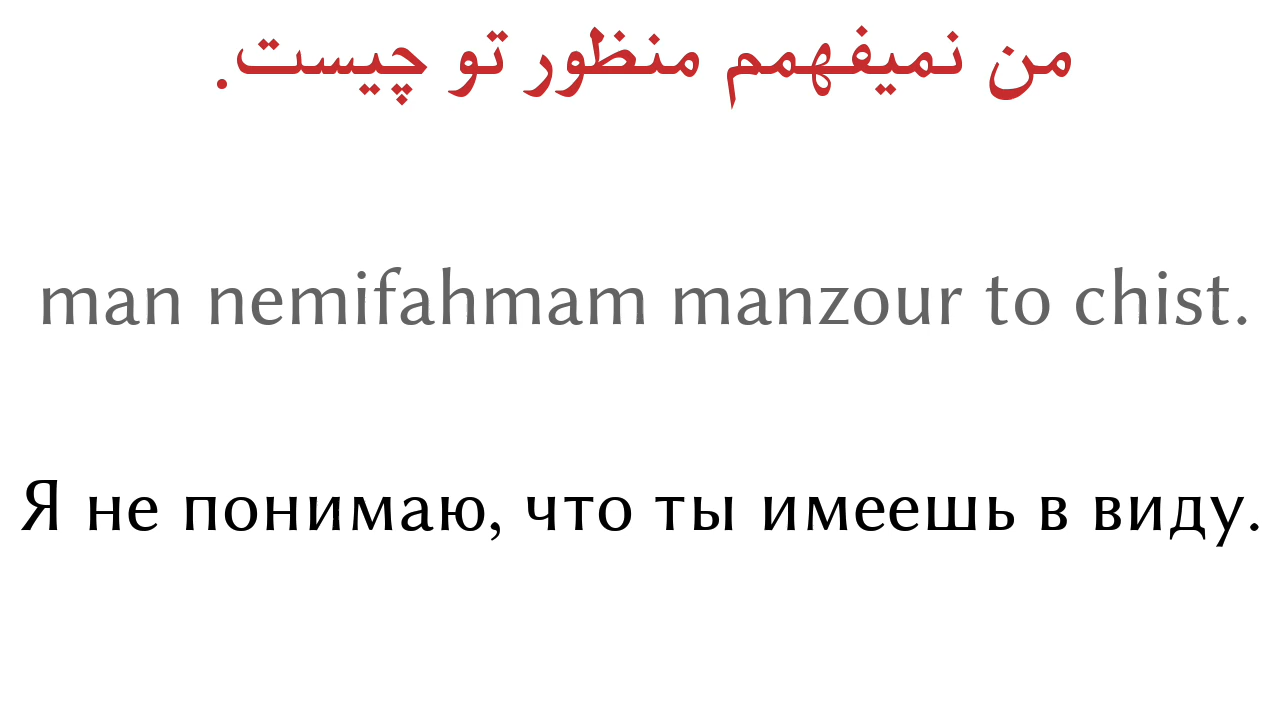 من نمیفهمم منظور تو چیست.
man nemifahmam manzour to chist.
Я не понимаю, что ты имеешь в виду.